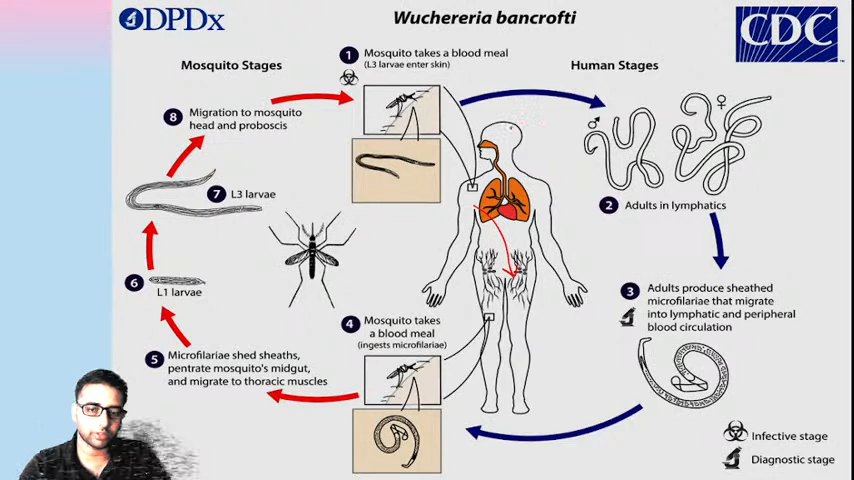 DPDx
Wuchereria bancrofti
CDC
™
Mosquito Stages
Human Stages
1 Mosquito takes a blood meal
(L3 larvae enter skin)
8 Migration to mosquito
head and proboscis
♂
♀
7 L3 larvae
2 Adults in lymphatics
6
L1 larvae
3 Adults produce sheathed
microfilariae that migrate
into lymphatic and peripheral
blood circulation
4 Mosquito takes
a blood meal
(ingests microfilariae)
5 Microfilariae shed sheaths,
pentrate mosquito's midgut,
and migrate to thoracic muscles
Infective stage
Diagnostic stage